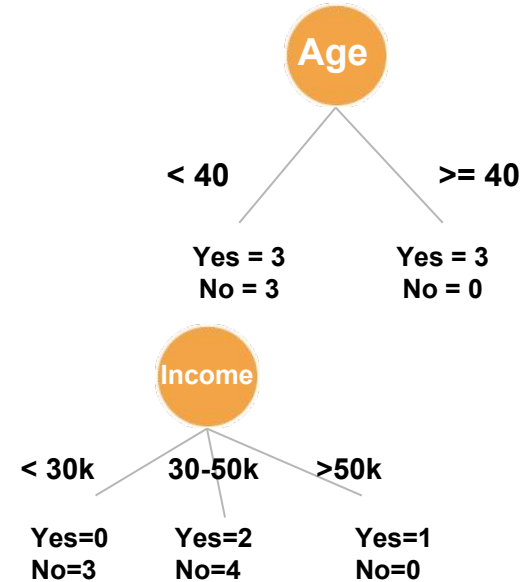 Age
< 40 >= 40
Yes = 3 Yes = 3
No = 3 No = 0
Income
< 30k 30-50k >50k
Yes=0 Yes=2 Yes=1
No=3 No=4 No=0